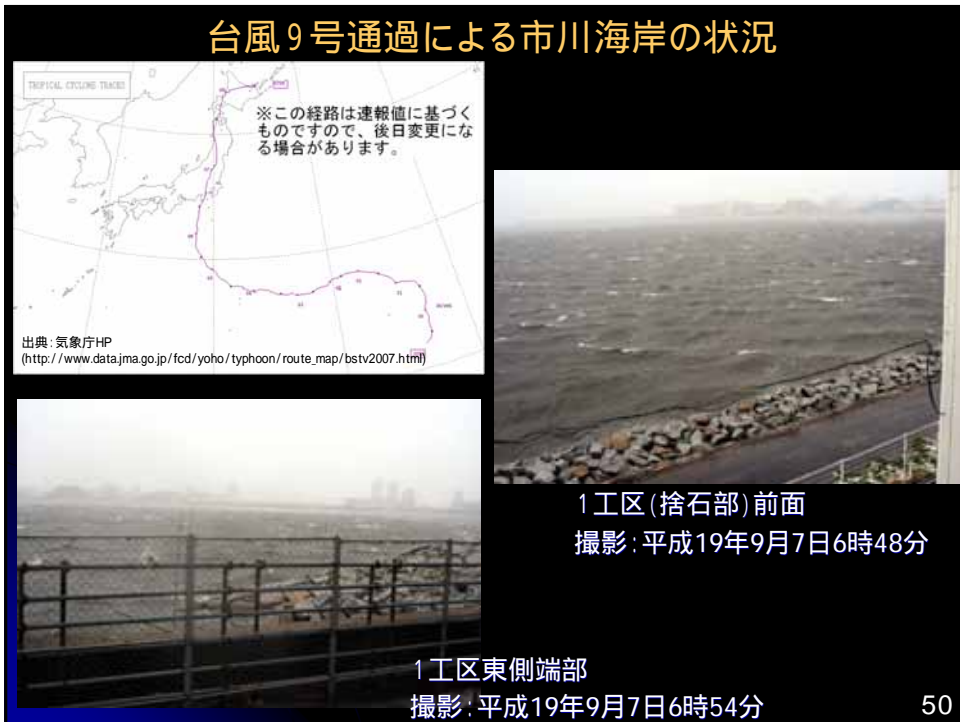 台風9号通過による市川海岸の状況
TROPICAL CYCLONE TRACKS
※この経路は速報値に基づく
ものですので、後日変更にな
る場合があります。
出典:気象庁HP
(http://www.data.jma.go.jp/fcd/yoho/typhoon/route_map/bstv2007.html)
1工区(捨石部)前面
撮影:平成19年9月7日6時48分
1工区東側端部
撮影:平成19年9月7日6時54分
50